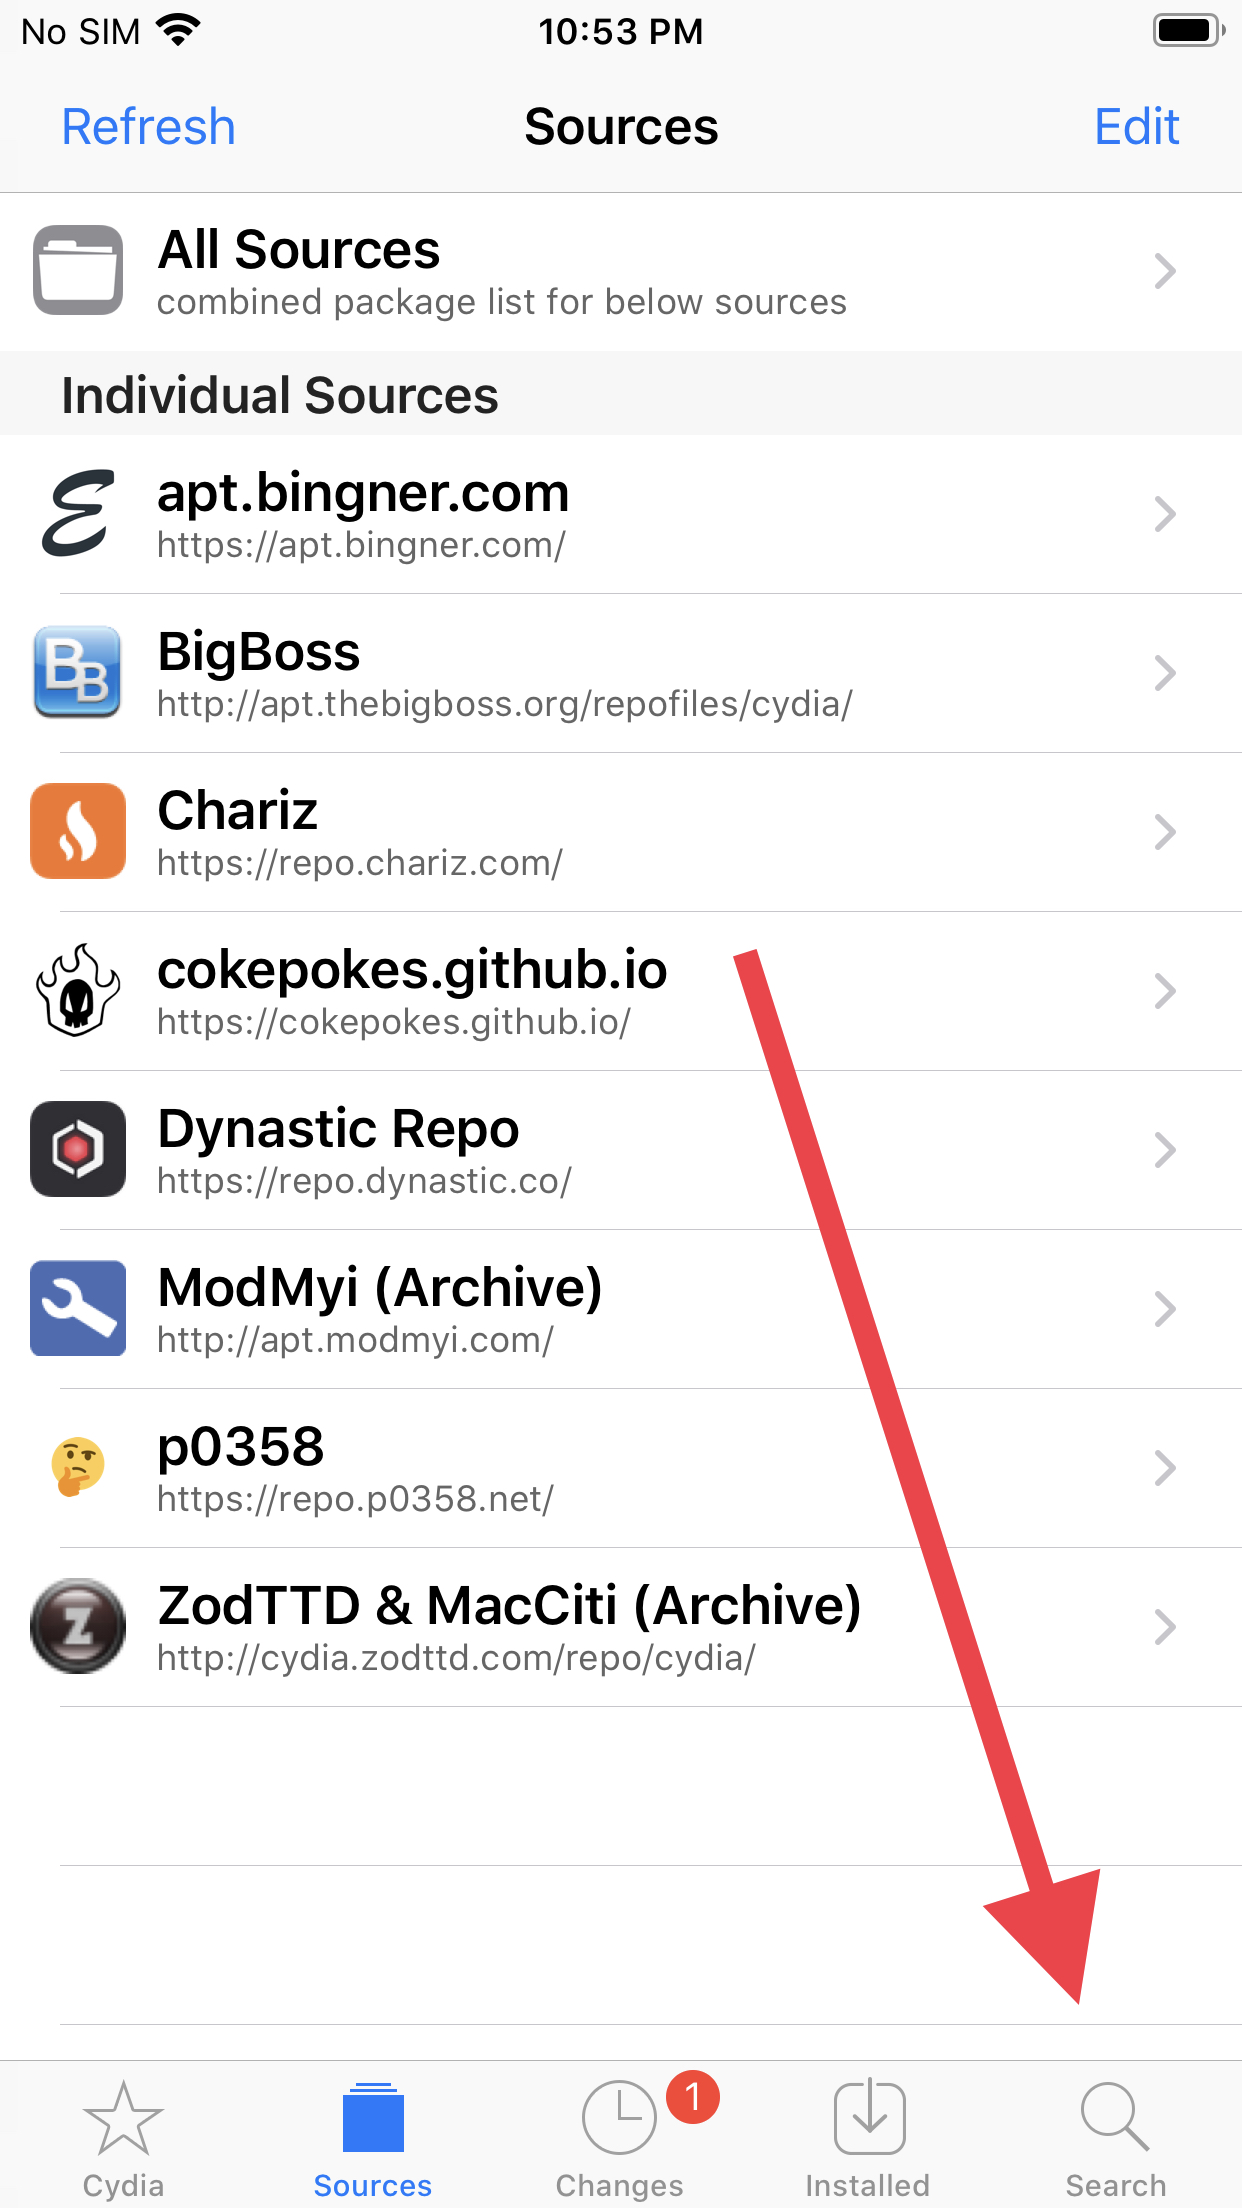 No SIM 10:53 PM
Refresh Sources Edit
All Sources
combined package list for below sources
Individual Sources
apt.bingner.com
https://apt.bingner.com/
BigBoss
http://apt.thebigboss.org/repofiles/cydia/
Chariz
https://repo.chariz.com/
cokepokes.github.io
https://cokepokes.github.io/
Dynastic Repo
https://repo.dynastic.co/
ModMyi (Archive)
http://apt.modmyi.com/
p0358
https://repo.p0358.net/
ZodTTD & MacCiti (Archive)
http://cydia.zodttd.com/repo/cydia/
1
Cydia Sources Changes Installed Search